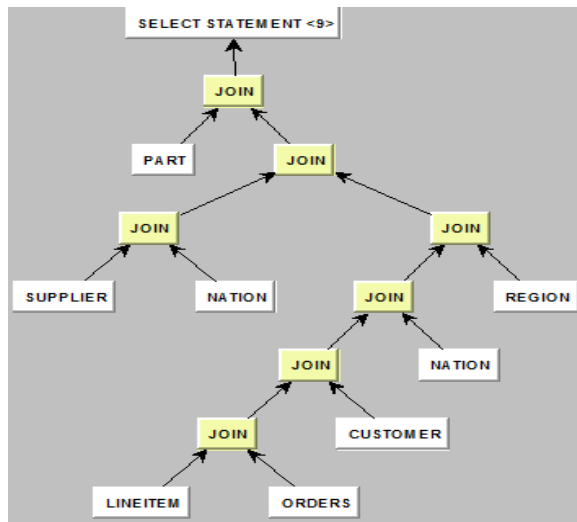 SELECT STATEMENT <9>
JOIN
PART
JOIN
JOIN
JOIN
SUPPLIER
NATION
JOIN
REGION
JOIN
NATION
JOIN
CUSTOMER
LINEITEM
ORDERS